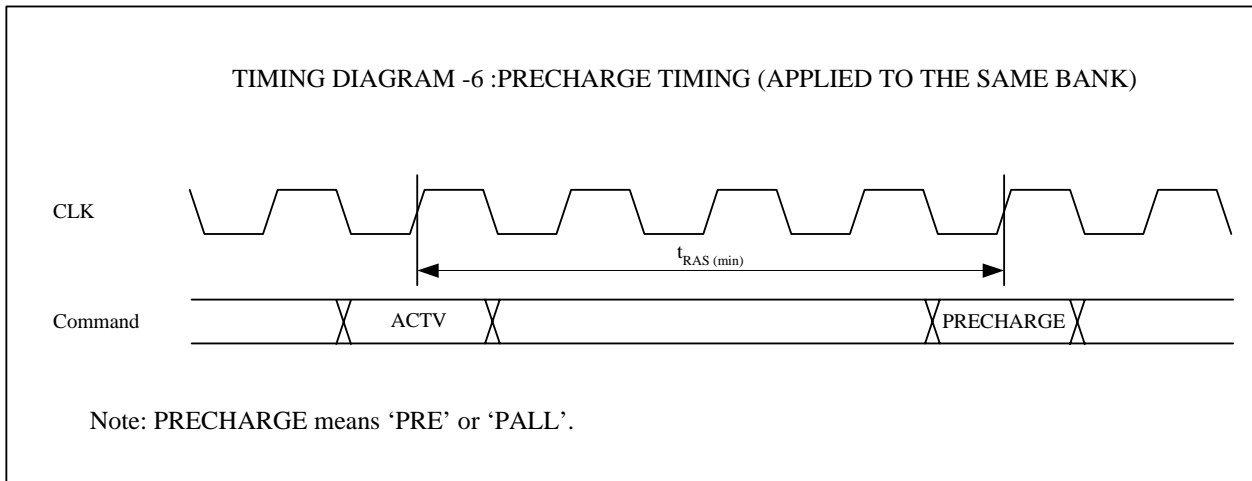 TIMING DIAGRAM -6 :PRECHARGE TIMING (APPLIED TO THE SAME BANK)
CLK
tRAS (min)
Command
ACTV
PRECHARGE
Note: PRECHARGE means ‘PRE’ or ‘PALL’.